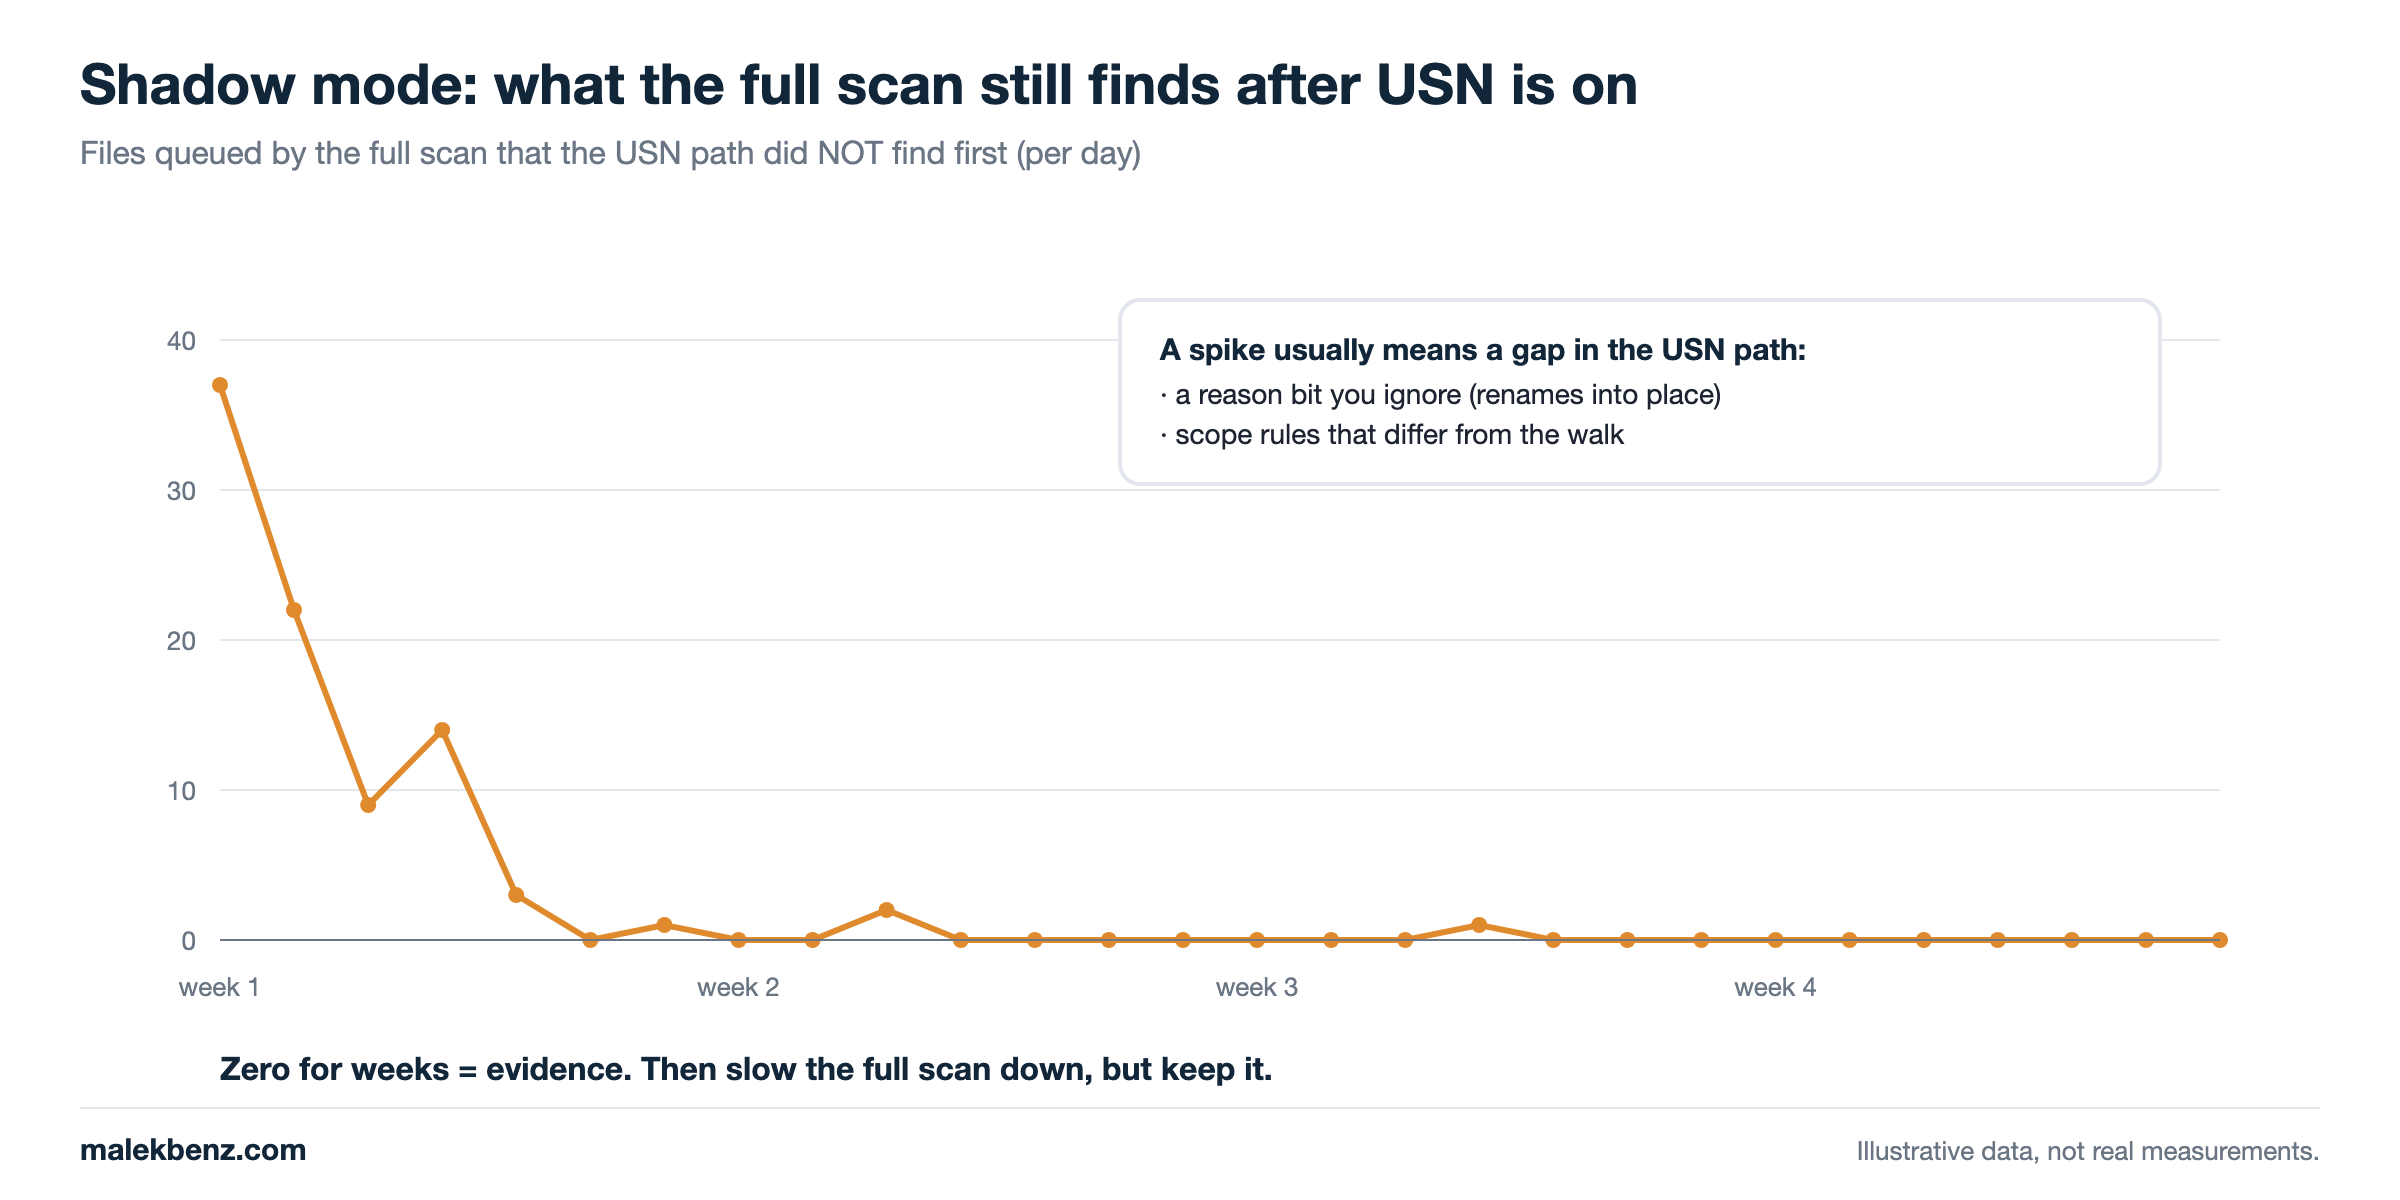 Shadow mode: what the full scan still finds after USN is on
Files queued by the full scan that the USN path did NOT find first (per day)
40
A spike usually means a gap in the USN path:
· a reason bit you ignore (renames into place)
· scope rules that differ from the walk
30
20
10
0
week 1
week 2
week 3
week 4
Zero for weeks = evidence. Then slow the full scan down, but keep it.
malekbenz.com
Illustrative data, not real measurements.